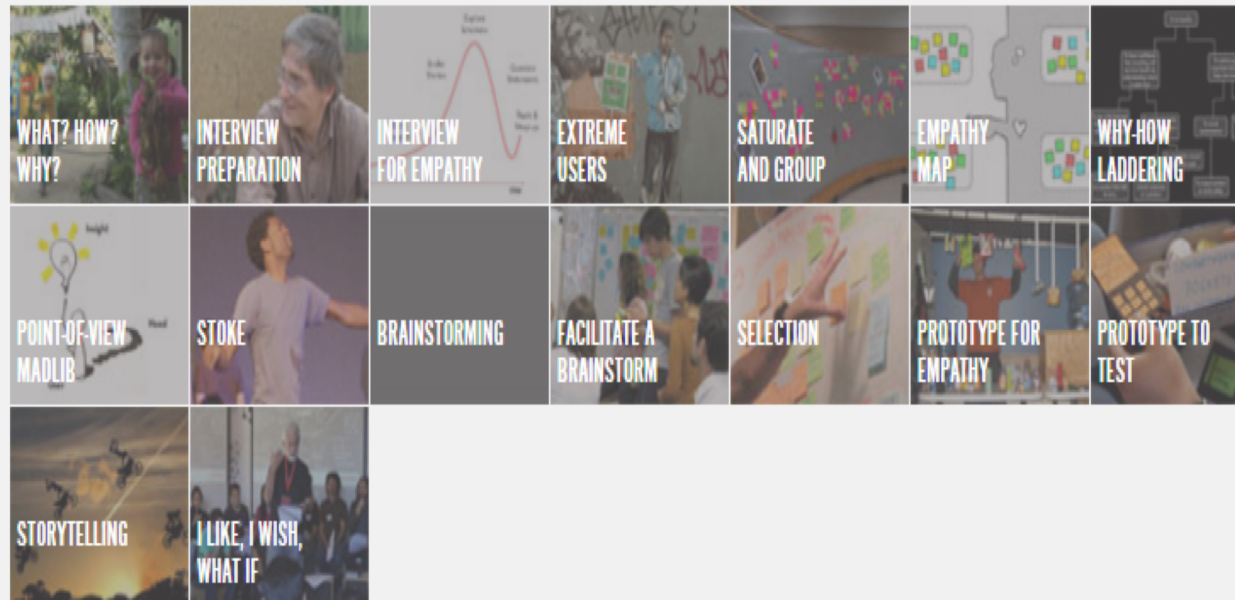 WHAT? HOW?
WHY?
INTERVIEW
PREPARATION
INTERVIEW
FOR EMPATHY
EXTREME
USERS
SATURATE
AND GROUP
EMPATHY
MAP
WHY-HOW
LADDERING
Insight
POINT-OF-VIEW
MADLIB
Need
STOKE
BRAINSTORMING
FACILITATE A
BRAINSTORM
SELECTION
PROTOTYPE FOR
EMPATHY
PROTOTYPE TO
TEST
STORYTELLING
I LIKE, I WISH,
WHAT IF